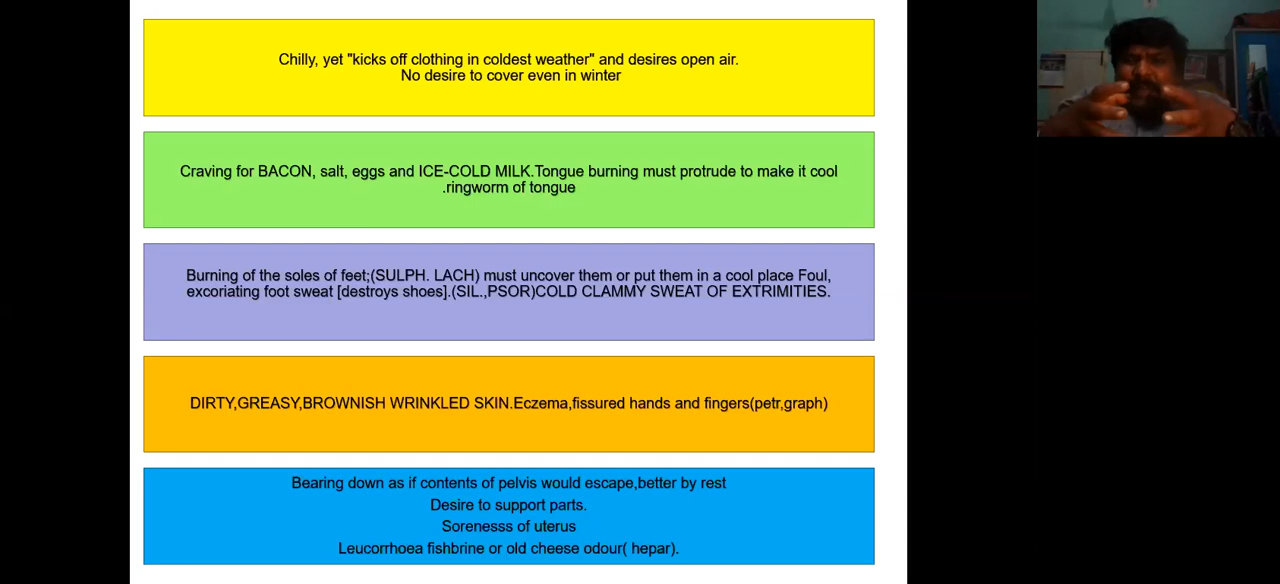 Chilly, yet "kicks off clothing in coldest weather" and desires open air.
No desire to cover even in winter
Craving for BACON, salt, eggs and ICE-COLD MILK.Tongue burning must protrude to make it cool
.ringworm of tongue
Burning of the soles of feet;(SULPH. LACH) must uncover them or put them in a cool place Foul,
excoriating foot sweat [destroys shoes].(SIL.,PSOR)COLD CLAMMY SWEAT OF EXTRIMITIES.
DIRTY,GREASY,BROWNISH WRINKLED SKIN.Eczema,fissured hands and fingers(petr,graph)
Bearing down as if contents of pelvis would escape,better by rest
Desire to support parts.
Sorenesss of uterus
Leucorrhoea fishbrine or old cheese odour( hepar).